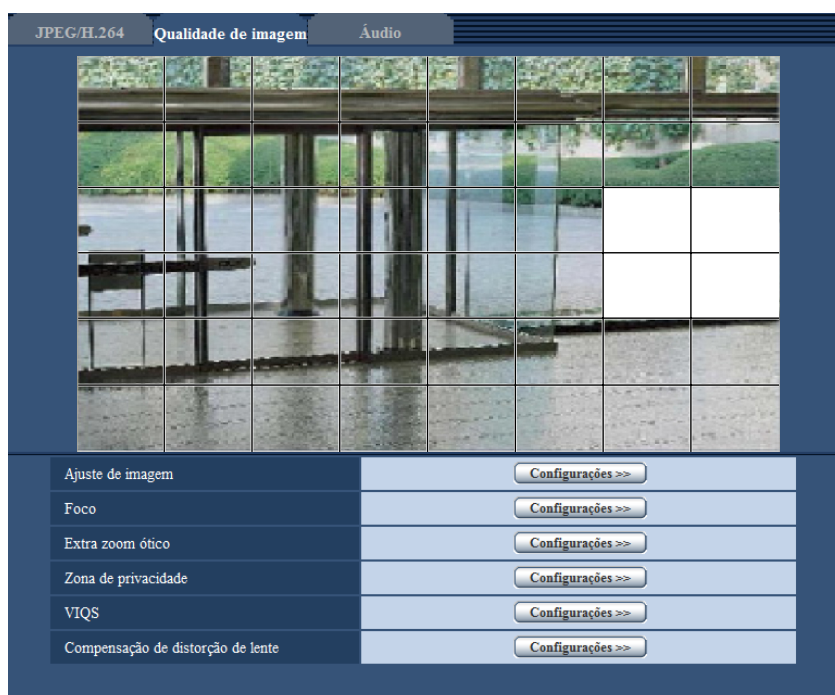 JPEG/H.264 Qualidade de imagem Áudio
Ajuste de imagem Configurações >>
Foco Configurações >>
Extra zoom ótico Configurações >>
Zona de privacidade Configurações >>
VIQS Configurações >>
Compensação de distorção de lente Configurações >>